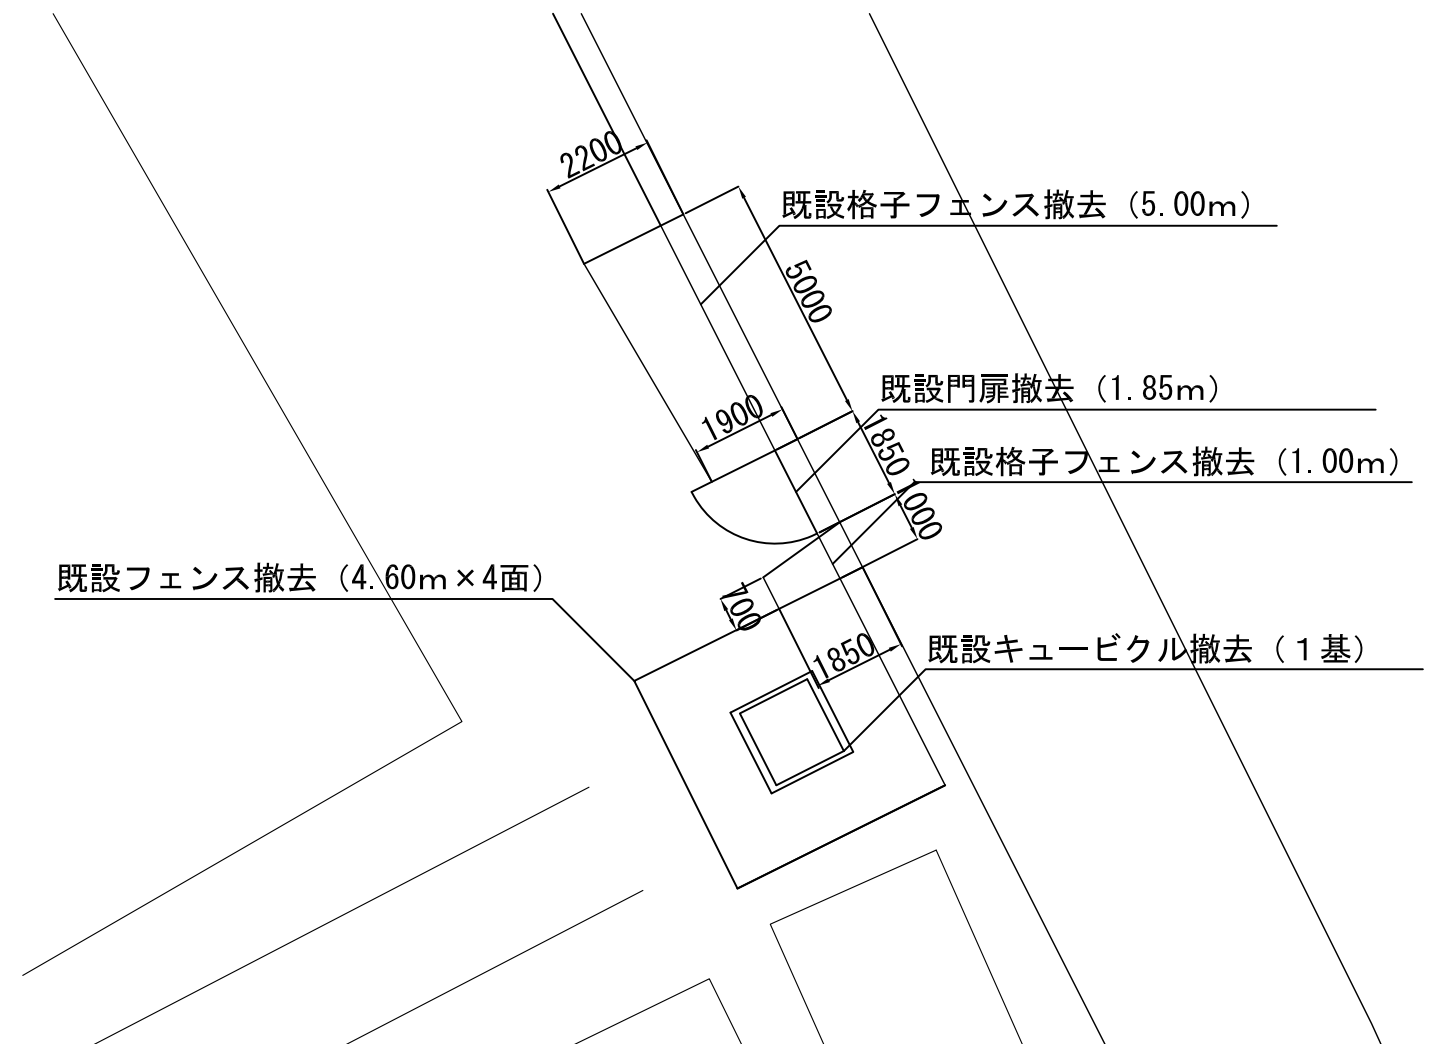 2200
既設格子フェンス撤去（5.00m）
5000
既設門扉撤去（1.85m）
1900
1850
既設格子フェンス撤去（1.00m）
1000
既設フェンス撤去（4.60m×4面）
700
1850
既設キュービクル撤去（１基）